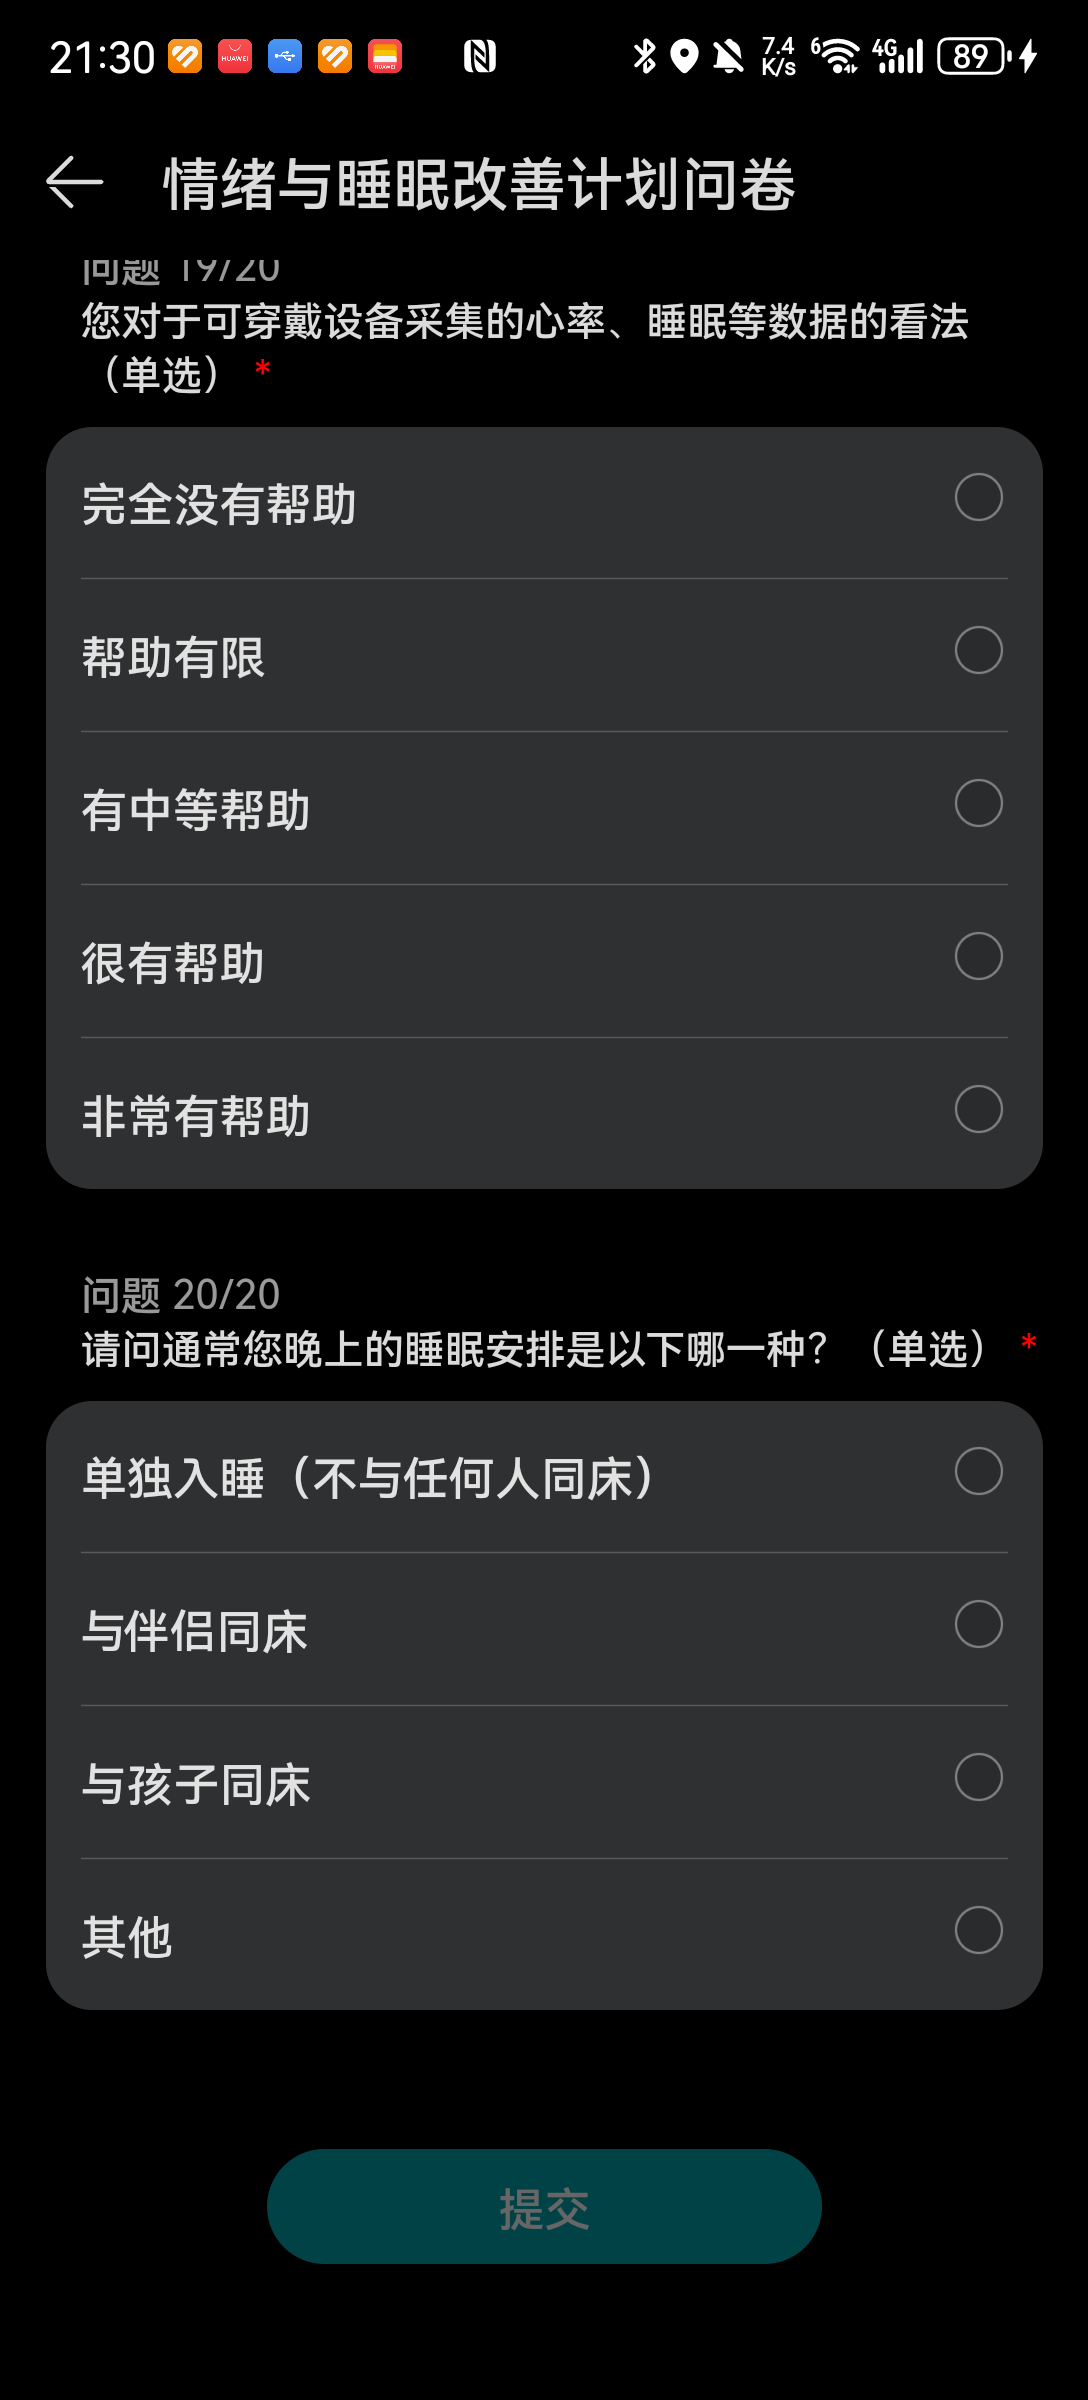 21:30
7.4
K/s
6
4G
89
情绪与睡眠改善计划问卷
问题 19/20
您对于可穿戴设备采集的心率、睡眠等数据的看法
（单选） *
完全没有帮助
帮助有限
有中等帮助
很有帮助
非常有帮助
问题 20/20
请问通常您晚上的睡眠安排是以下哪一种？（单选） *
单独入睡（不与任何人同床）
与伴侣同床
与孩子同床
其他
提交